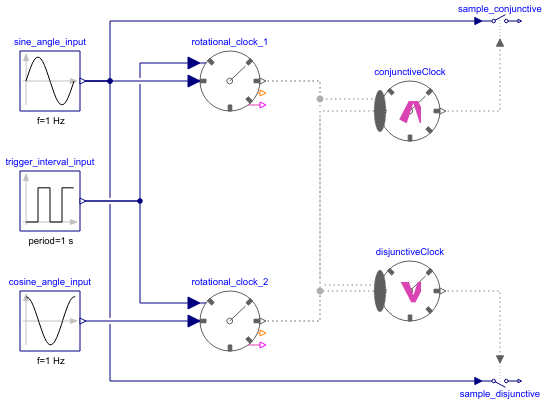 sample_conjunctive
sine_angle_input
rotational_clock_1
conjunctiveClock
f=1 Hz
trigger_interval_input
period=1 s
disjunctiveClock
cosine_angle_input
rotational_clock_2
f=1 Hz
sample_disjunctive